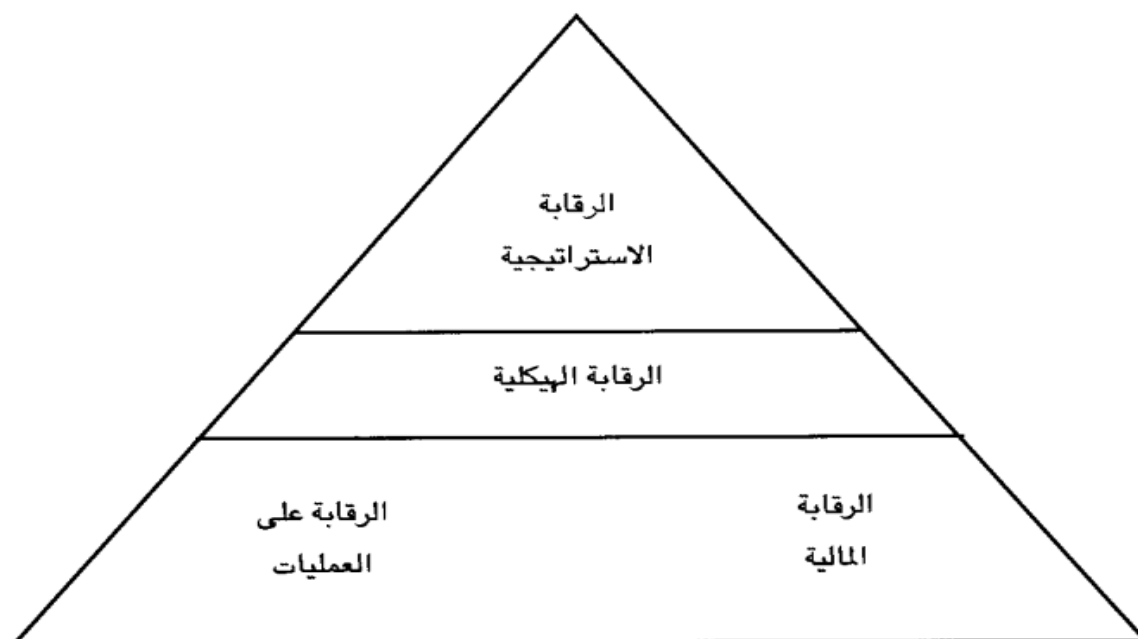 الرقابة
الاستراتيجية
الرقابة الهيكلية
الرقابة
المالية
الرقابة على
العمليات